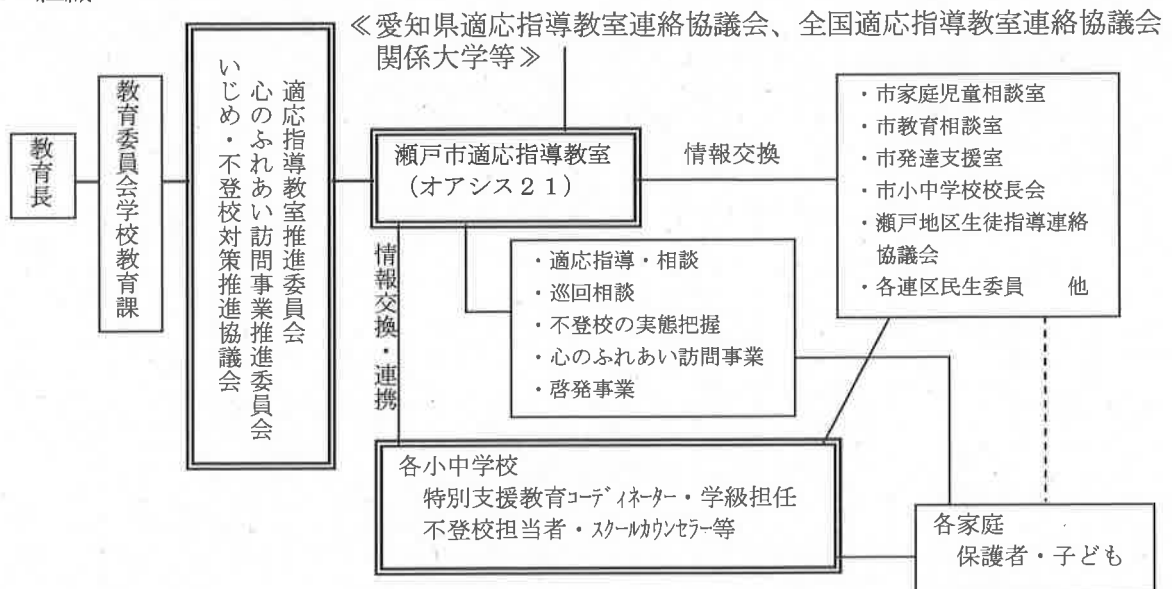 ≪愛知県適応指導教室連絡協議会、全国適応指導教室連絡協議会
関係大学等≫
教育長
教育委員会学校教育課
適応指導教室推進委員会
心のふれあい訪問事業推進委員会
いじめ・不登校対策推進協議会
瀬戸市適応指導教室
（オアシス２１）
情報交換
・市家庭児童相談室
・市教育相談室
・市発達支援室
・市小中学校校長会
・瀬戸地区生徒指導連絡
協議会
・各連区民生委員　他
情報交換・連携
・適応指導・相談
・巡回相談
・不登校の実態把握
・心のふれあい訪問事業
・啓発事業
各小中学校
特別支援教育ｺｰﾃﾞｨﾈｰﾀｰ・学級担任
不登校担当者・ｽｸｰﾙｶｳﾝｾﾗｰ等
各家庭
保護者・子ども